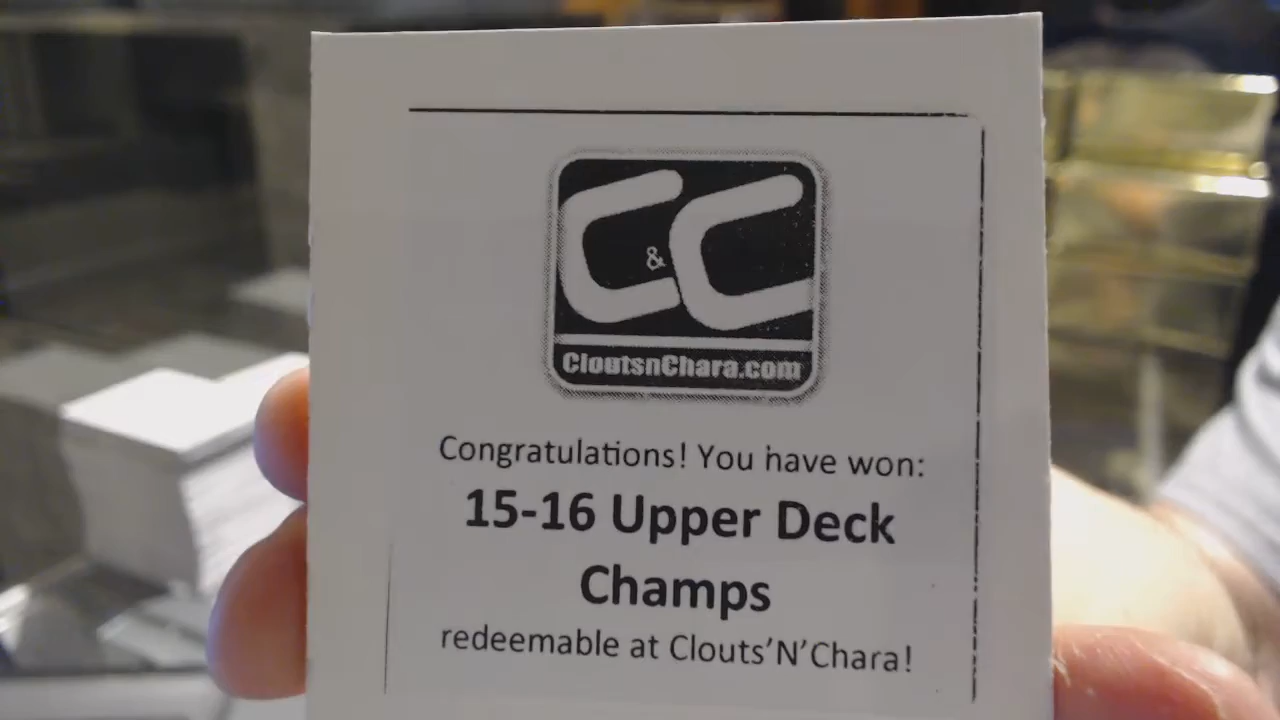 C&C
CloutsnChara.com
Congratulations! You have won:
15-16 Upper Deck
Champs
redeemable at Clouts'N'Chara!